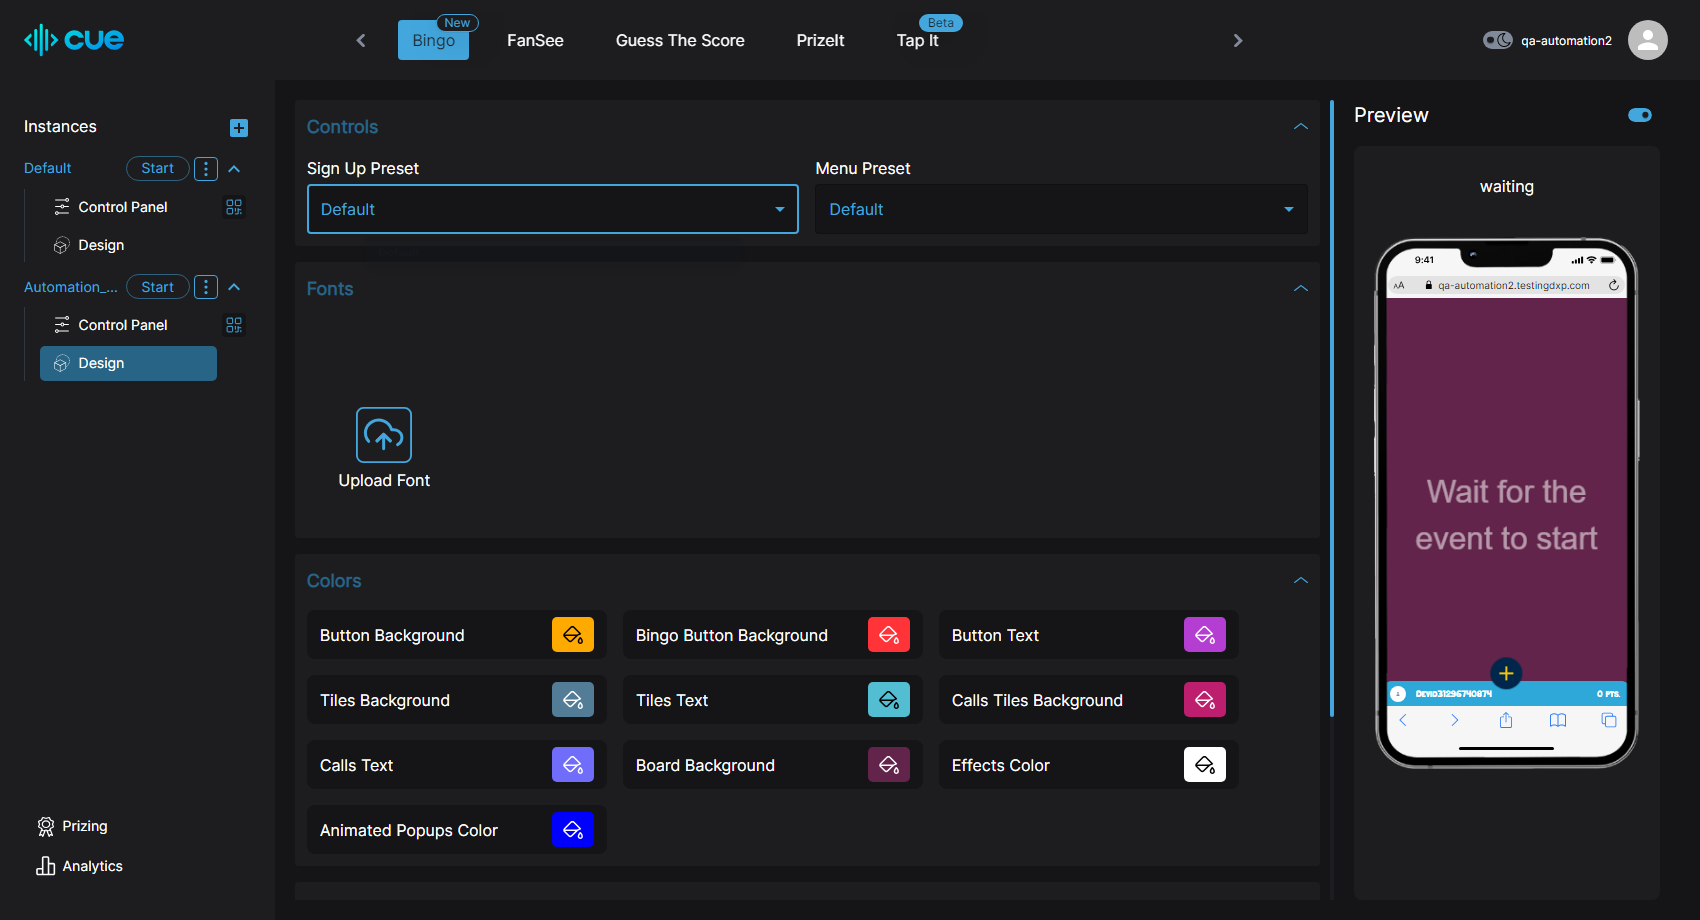 cue
Bingo
New
FanSee
Guess The Score
PrizeIt
Tap It
Beta
qa-automation2
Instances
Default
Start
Control Panel
Design
Automation_...
Start
Control Panel
Design
Prizing
Analytics
Controls
Sign Up Preset
Menu Preset
Default
Default
Fonts
Upload Font
Colors
Button Background
Bingo Button Background
Button Text
Tiles Background
Tiles Text
Calls Tiles Background
Calls Text
Board Background
Effects Color
Animated Popups Color
Preview
waiting
9:41
AA
qa-automation2.testingdxp.com
Wait for the
event to start
DEVID31296740874
0 PTS.